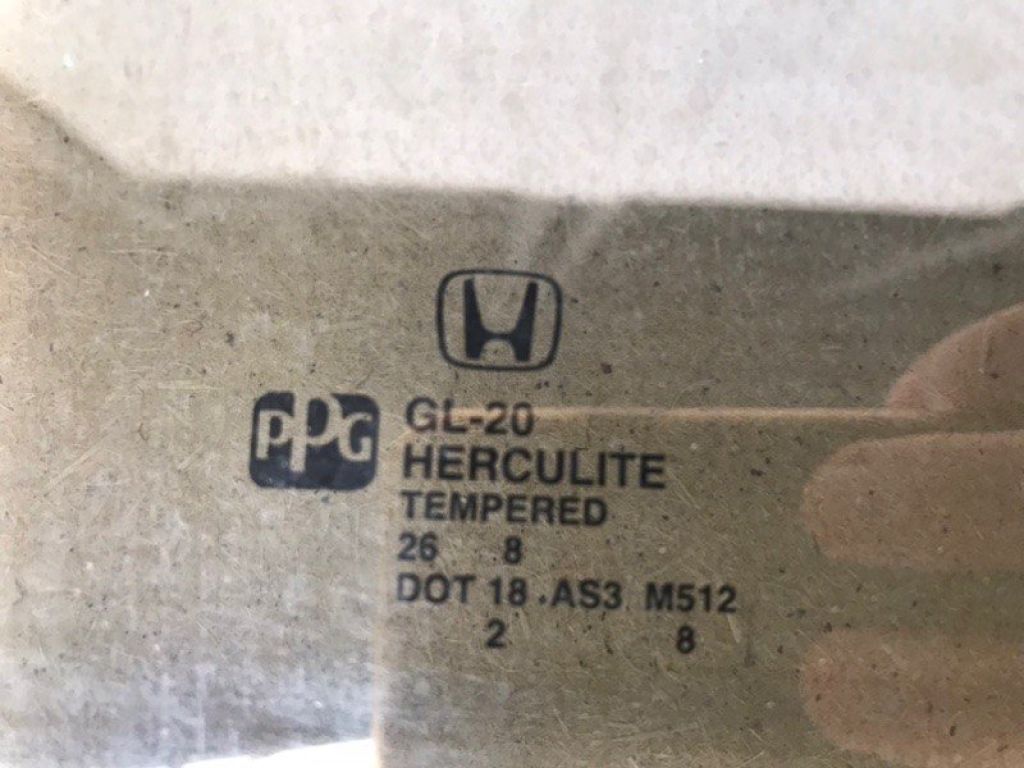 PPG
GL-20
HERCULITE
TEMPERED
26 8
DOT 18 AS3 M512
2 8